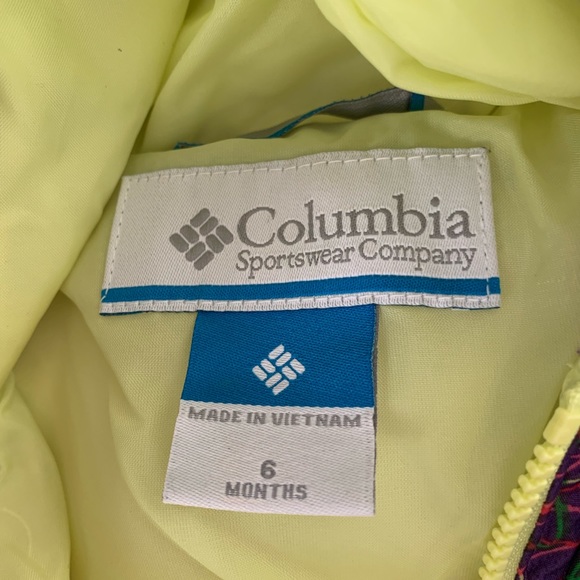 Columbia
Sportswear Company
MADE IN VIETNAM
6
MONTHS